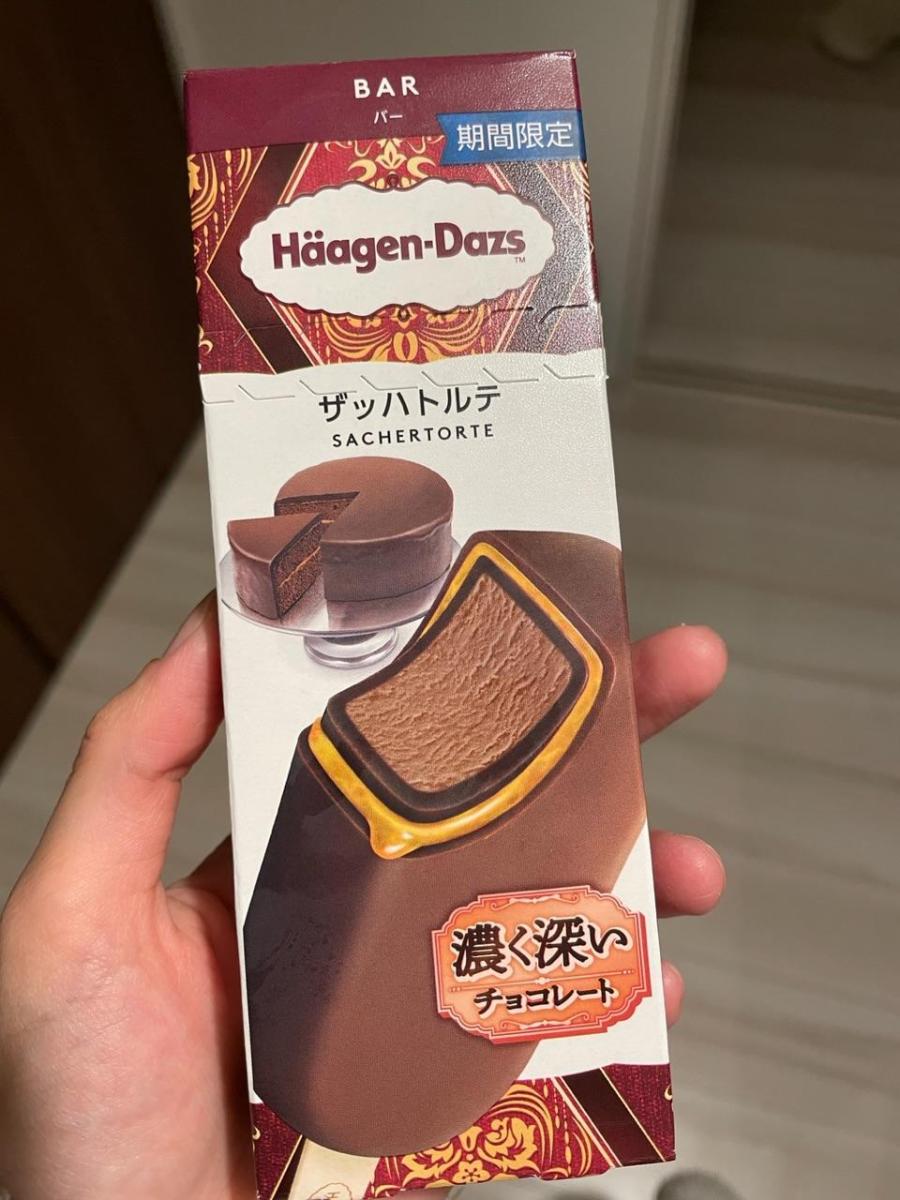 BAR
バー
期間限定
Häagen-Dazs
™
ザッハトルテ
SACHERTORTE
濃く深い
チョコレート